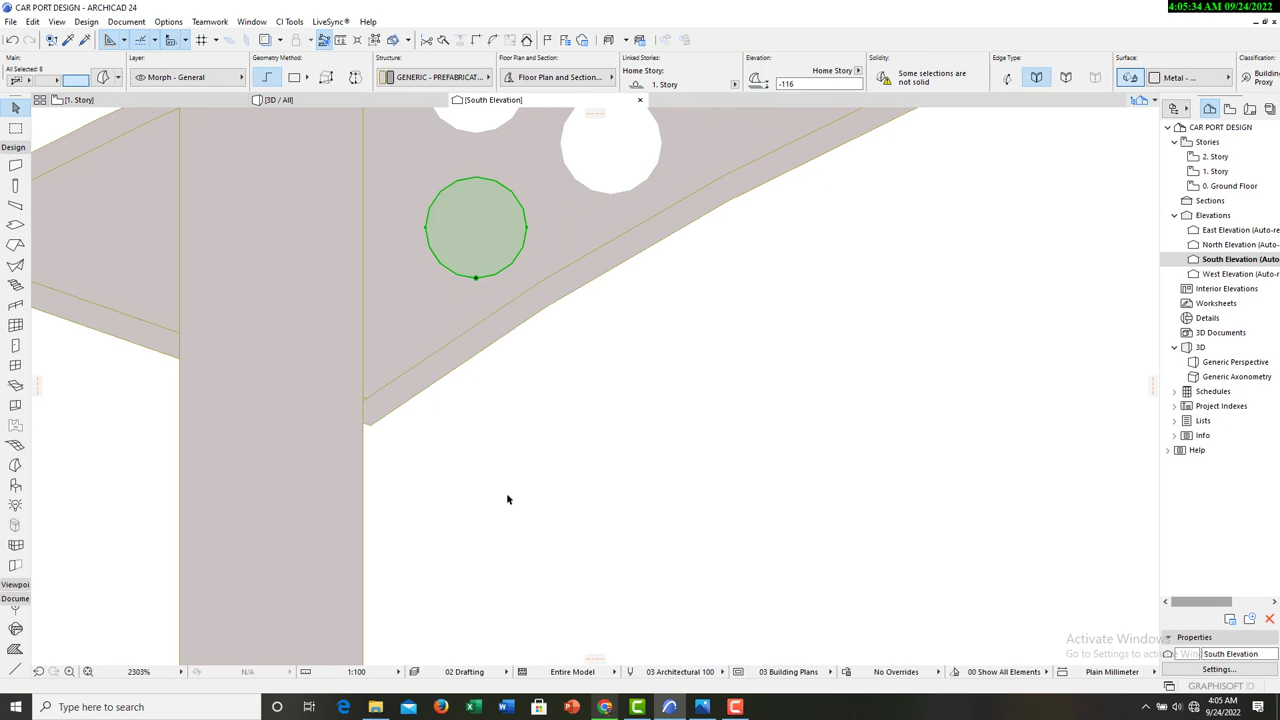 CAR PORT DESIGN - ARCHICAD 24
4:05:34 AM 09/24/2022
File Edit View Design Document Options Teamwork Window CI Tools LiveSync® Help
Main: Layer: Geometry Method: Structure: Floor Plan and Section: Linked Stories: Elevation: Solidity: Edge Type: Surface: Classification
All Selected: 8
Home Story: Home Story
Morph - General GENERIC - PREFABRICAT... Floor Plan and Section... 1. Story -116 Some selections are not solid Metal - ... Building Proxy
[1. Story] [3D / All] [South Elevation]
Design
Viewpoi
Docume
CAR PORT DESIGN
Stories
2. Story
1. Story
0. Ground Floor
Sections
Elevations
East Elevation (Auto-re
North Elevation (Auto-
South Elevation (Auto
West Elevation (Auto-r
Interior Elevations
Worksheets
Details
3D Documents
3D
Generic Perspective
Generic Axonometry
Schedules
Project Indexes
Lists
Info
Help
Properties
South Elevation
Settings...
GRAPHISOFT ID
Activate Windows
Go to Settings to activate Win
2303% N/A 1:100 02 Drafting Entire Model 03 Architectural 100 03 Building Plans No Overrides 00 Show All Elements Plain Millimeter
Type here to search
4:05 AM
9/24/2022